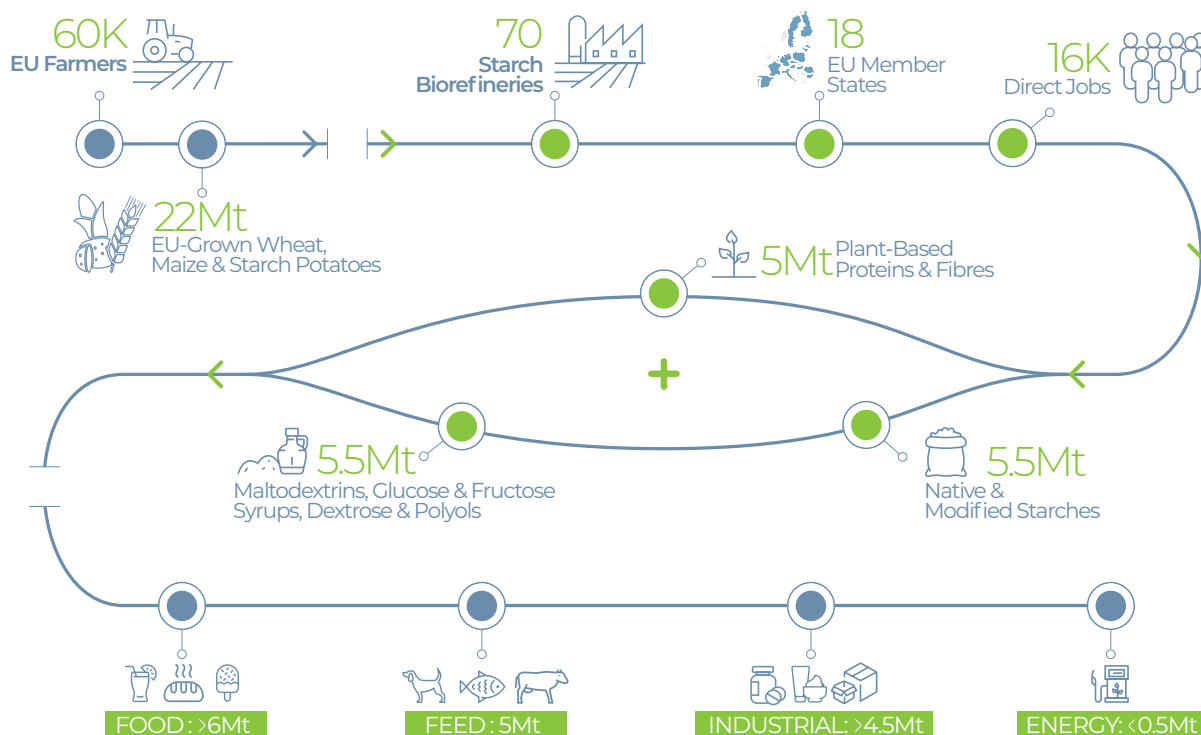 60K
EU Farmers
70
Starch
Biorefineries
18
EU Member
States
16K
Direct Jobs
22Mt
EU-Grown Wheat,
Maize & Starch Potatoes
5Mt
Plant-Based
Proteins & Fibres
5.5Mt
Maltodextrins, Glucose & Fructose
Syrups, Dextrose & Polyols
5.5Mt
Native &
Modified Starches
FOOD : >6Mt
FEED : 5Mt
INDUSTRIAL: >4.5Mt
ENERGY: <0.5Mt